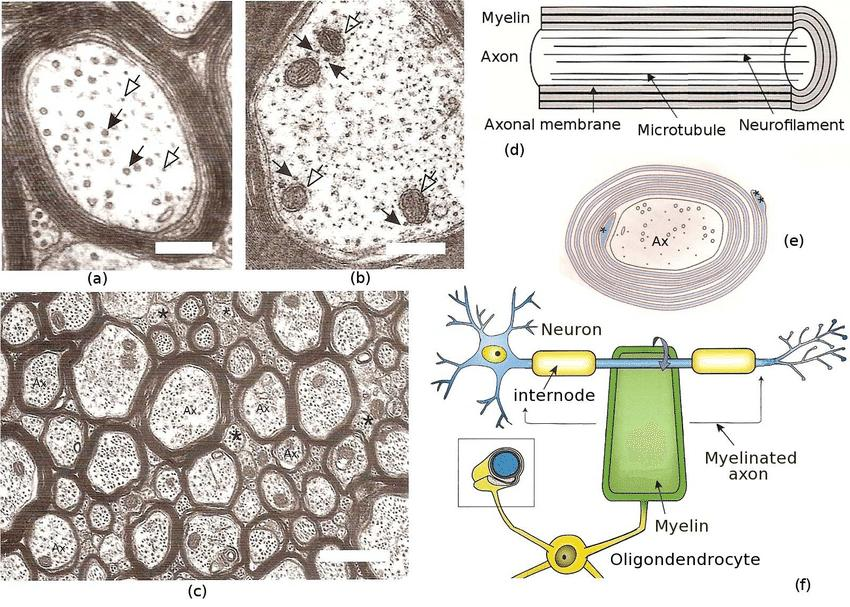 (a)
(b)
Myelin
Axon
Axonal membrane
Microtubule
Neurofilament
(d)
*
*
*
Ax
(e)
*
*
Ax
Ax
Ax
*
*
Ax
Ax
(c)
Neuron
internode
Myelinated
axon
Myelin
Oligondendrocyte
(f)